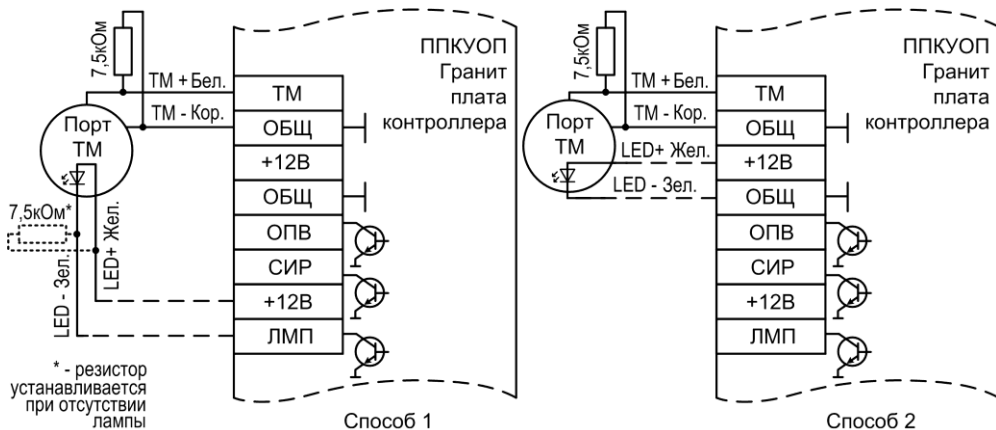 7,5кОм
ТМ + Бел.
ТМ - Кор.
Порт
ТМ
7,5кОм*
LED - Зел.
LED+ Жел.
* - резистор
устанавливается
при отсутствии
лампы
ППКУОП
Гранит
плата
контроллера
ТМ
ОБЩ
+12В
ОБЩ
ОПВ
СИР
+12В
ЛМП
Способ 1
7,5кОм
ТМ + Бел.
ТМ - Кор.
Порт
ТМ
LED+ Жел.
LED - Зел.
ППКУОП
Гранит
плата
контроллера
ТМ
ОБЩ
+12В
ОБЩ
ОПВ
СИР
+12В
ЛМП
Способ 2